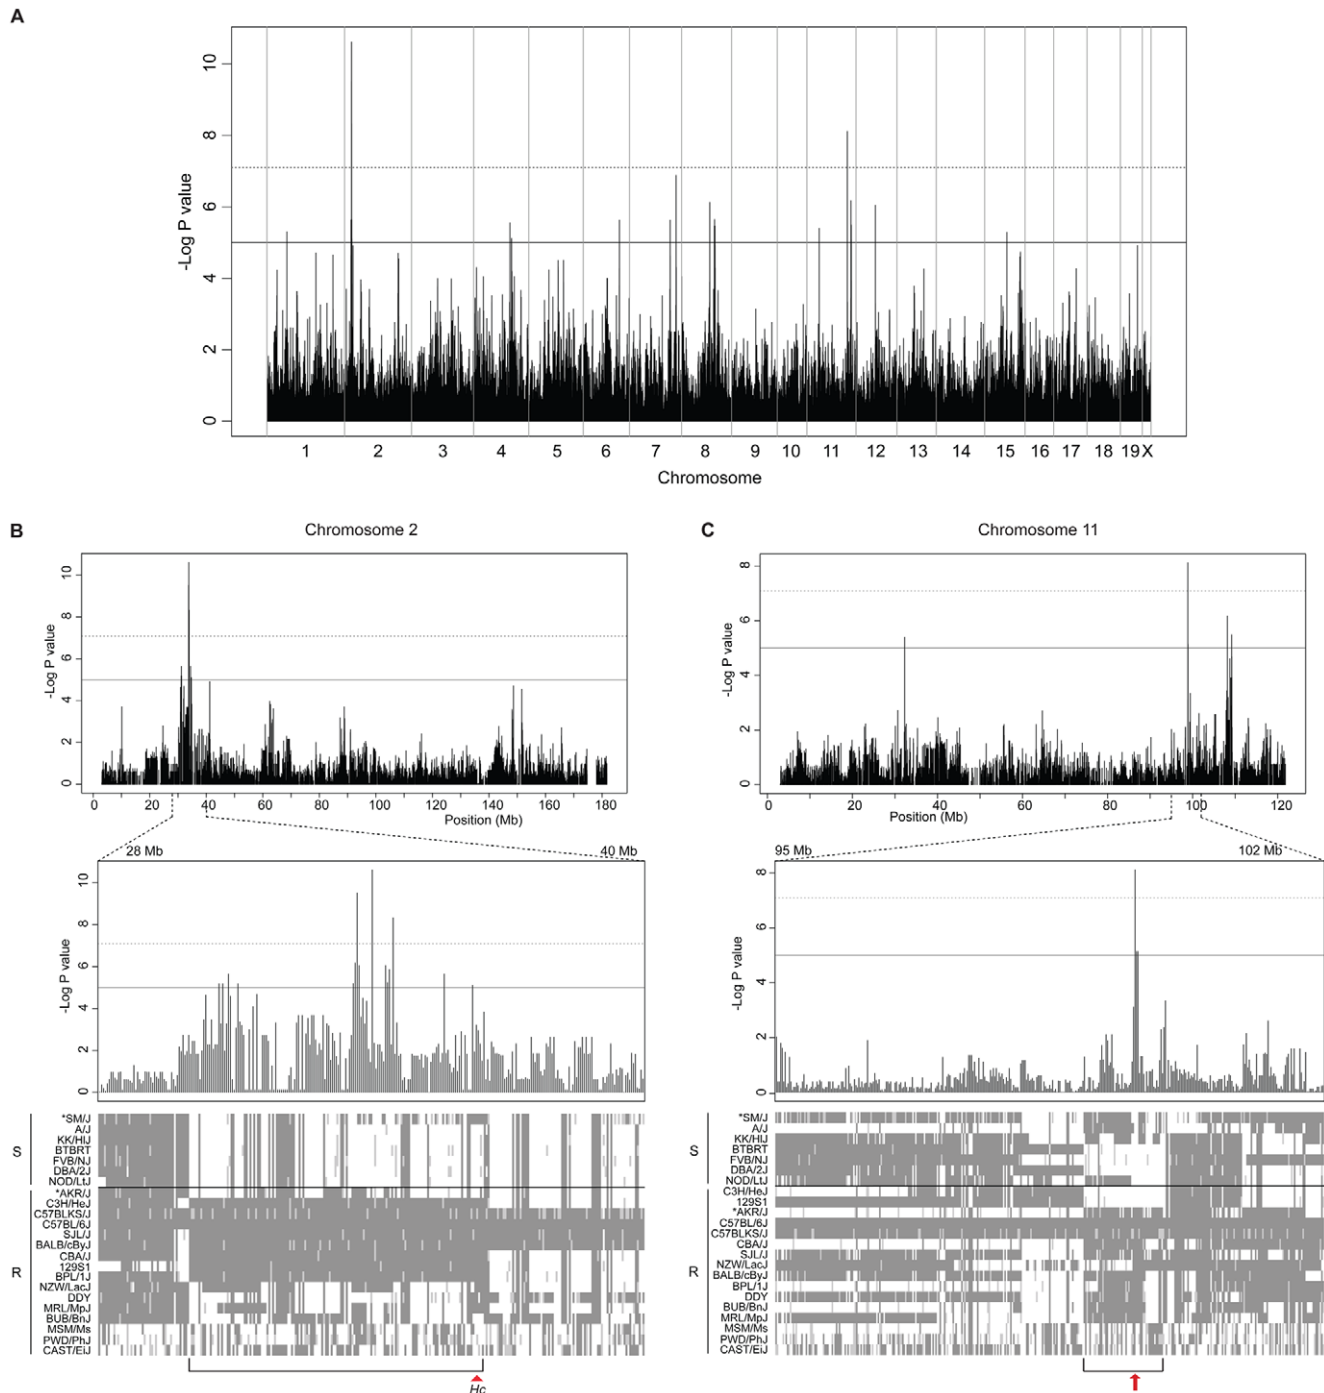 A
-Log P value
10
8
6
4
2
0
1 2 3 4 5 6 7 8 9 10 11 12 13 14 15 16 17 18 19 X
Chromosome
B
Chromosome 2
-Log P value
10
8
6
4
2
0
0 20 40 60 80 100 120 140 160 180
Position (Mb)
28 Mb
40 Mb
-Log P value
10
8
6
4
2
0
S
*SM/J
A/J
KK/HlJ
BTBRT
FVB/NJ
DBA/2J
NOD/LtJ
R
*AKR/J
C3H/HeJ
C57BLKS/J
C57BL/6J
SJL/J
BALB/cByJ
CBA/J
129S1
BPL/1J
NZW/LacJ
DDY
MRL/MpJ
BUB/BnJ
MSM/Ms
PWD/PhJ
CAST/EiJ
Hc
C
Chromosome 11
-Log P value
8
6
4
2
0
0 20 40 60 80 100 120
Position (Mb)
95 Mb
102 Mb
-Log P value
8
6
4
2
0
S
*SM/J
A/J
KK/HlJ
BTBRT
FVB/NJ
DBA/2J
NOD/LtJ
R
C3H/HeJ
129S1
*AKR/J
C57BL/6J
C57BLKS/J
CBA/J
SJL/J
NZW/LacJ
BALB/cByJ
BPL/1J
DDY
BUB/BnJ
MRL/MpJ
MSM/Ms
PWD/PhJ
CAST/EiJ